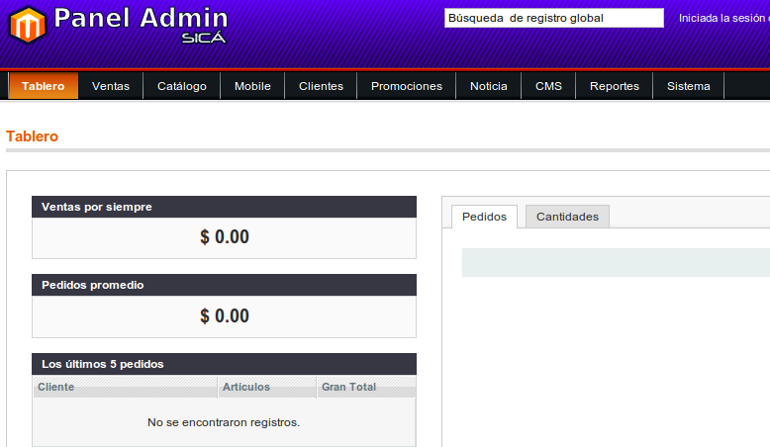 Panel Admin
SICÁ
Búsqueda de registro global
Iniciada la sesión
Tablero
Ventas
Catálogo
Mobile
Clientes
Promociones
Noticia
CMS
Reportes
Sistema
Tablero
Ventas por siempre
$ 0.00
Pedidos promedio
$ 0.00
Los últimos 5 pedidos
Cliente
Artículos
Gran Total
No se encontraron registros.
Pedidos
Cantidades